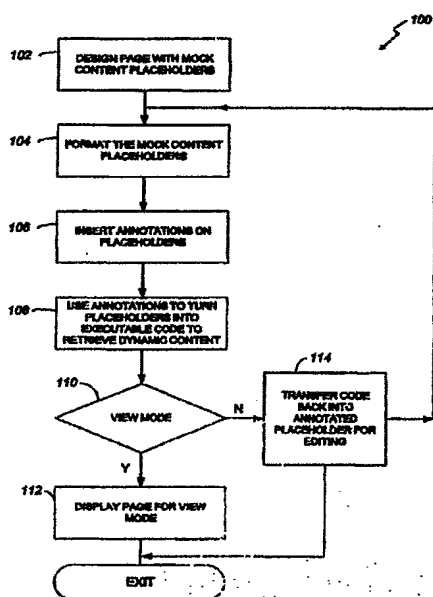 100
102
DESIGN PAGE WITH MOCK
CONTENT PLACEHOLDERS
104
FORMAT THE MOCK CONTENT
PLACEHOLDERS
106
INSERT ANNOTATIONS ON
PLACEHOLDERS
108
USE ANNOTATIONS TO TURN
PLACEHOLDERS INTO
EXECUTABLE CODE TO
RETRIEVE DYNAMIC CONTENT
110
VIEW MODE
N
Y
114
TRANSFER CODE
BACK INTO
ANNOTATED
PLACEHOLDER FOR
EDITING
112
DISPLAY PAGE FOR VIEW
MODE
EXIT